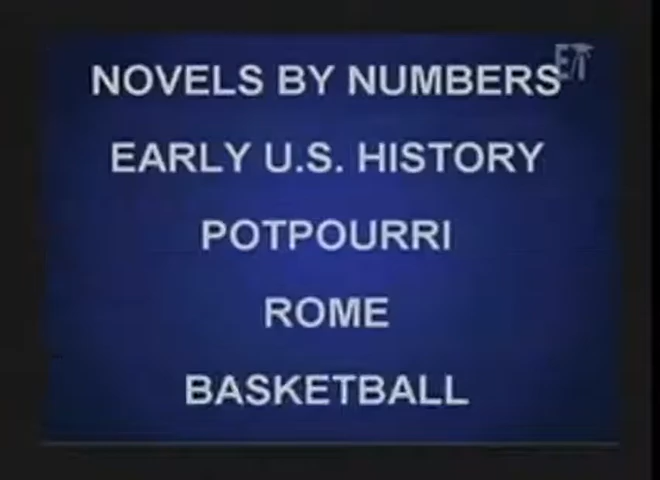 NOVELS BY NUMBERS
EARLY U.S. HISTORY
POTPOURRI
ROME
BASKETBALL